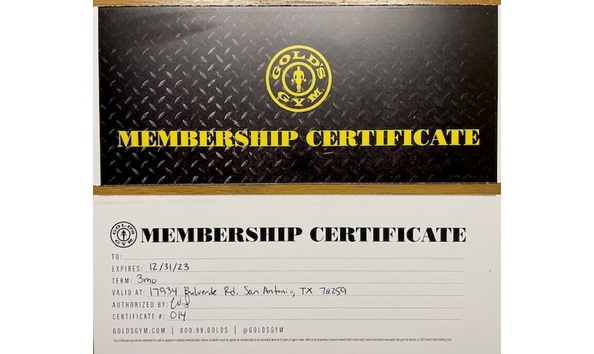 GOLD'S GYM
MEMBERSHIP CERTIFICATE
GOLD'S GYM
MEMBERSHIP CERTIFICATE
TO:
EXPIRES: 12/31/23
TERM: 3mo
VALID AT: 17934 Bulverde Rd. San Antonio, TX 78259
AUTHORIZED BY:
CERTIFICATE #: 014
GOLDSGYM.COM | 800.99.GOLDS | @GOLDSGYM